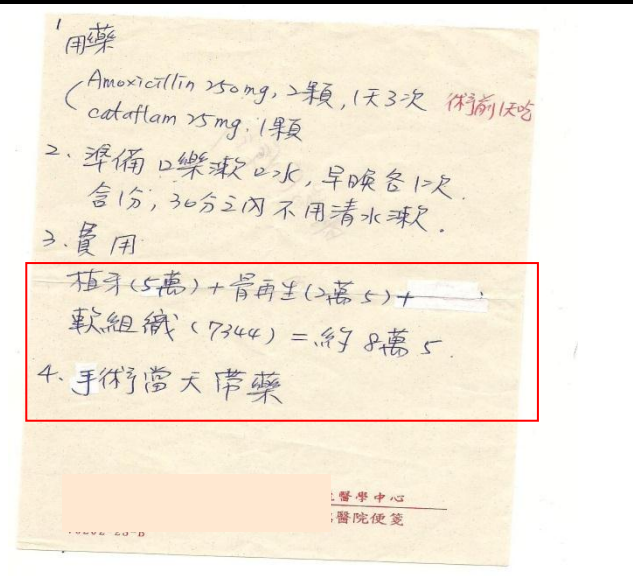 1
用藥
Amoxicillin 250mg, 2顆, 1天3次 術前1天吃
cataflam 25mg. 1顆
2. 準備口樂漱口水, 早晚各1次.
含1分, 30分之內不用清水漱.
3. 費用
植牙(5萬)+骨再生(2萬5)+
軟組織(7344)=約8萬5.
4. 手術當天帶藥
醫學中心
醫院便箋